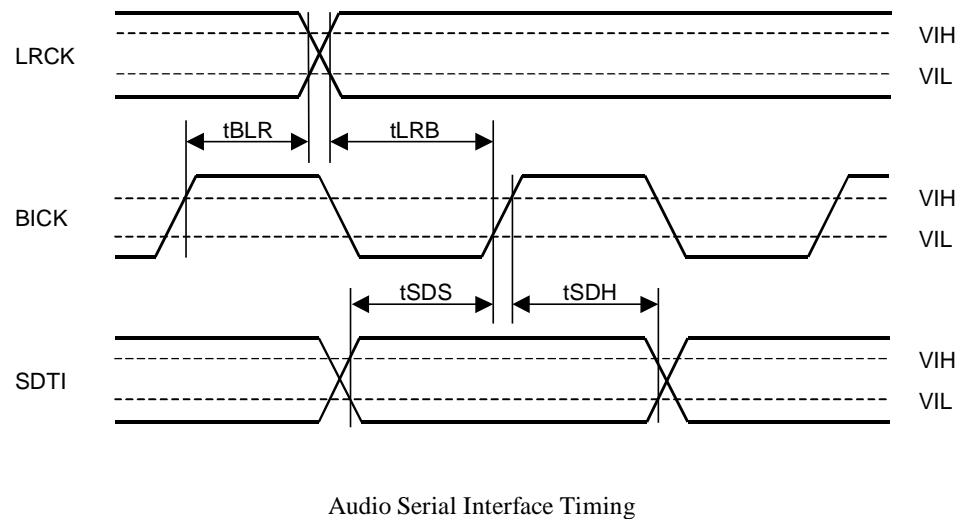 LRCK
VIH
VIL
tBLR
tLRB
BICK
VIH
VIL
tSDS
tSDH
SDTI
VIH
VIL
Audio Serial Interface Timing